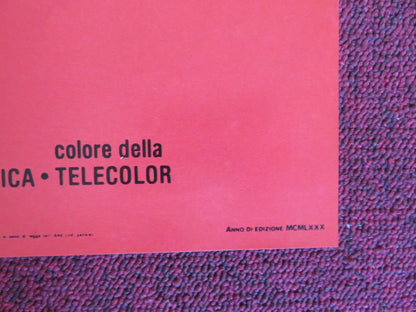 colore della
ICA • TELECOLOR
ANNO DI EDIZIONE MCMLXXX